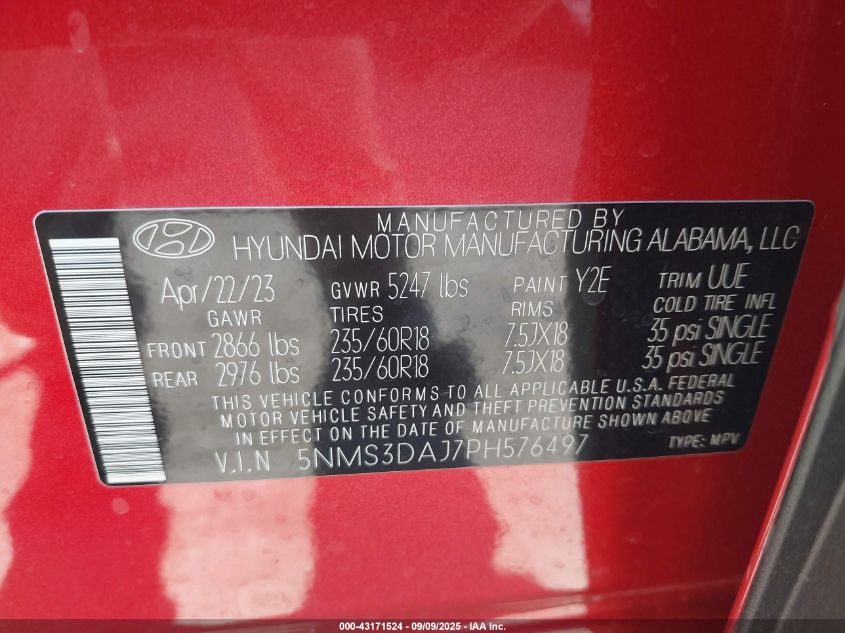 MANUFACTURED BY
HYUNDAI MOTOR MANUFACTURING ALABAMA, LLC
Apr/22/23 GVWR 5247 lbs PAINT Y2E TRIM UUE
GAWR TIRES RIMS COLD TIRE INFL
FRONT 2866 lbs 235/60R18 7.5JX18 35 psi SINGLE
REAR 2976 lbs 235/60R18 7.5JX18 35 psi SINGLE
THIS VEHICLE CONFORMS TO ALL APPLICABLE U.S.A. FEDERAL
MOTOR VEHICLE SAFETY AND THEFT PREVENTION STANDARDS
IN EFFECT ON THE DATE OF MANUFACTURE SHOWN ABOVE
V.I.N 5NMS3DAJ7PH576497 TYPE: MPV
000-43171524 - 09/09/2025 - IAA Inc.